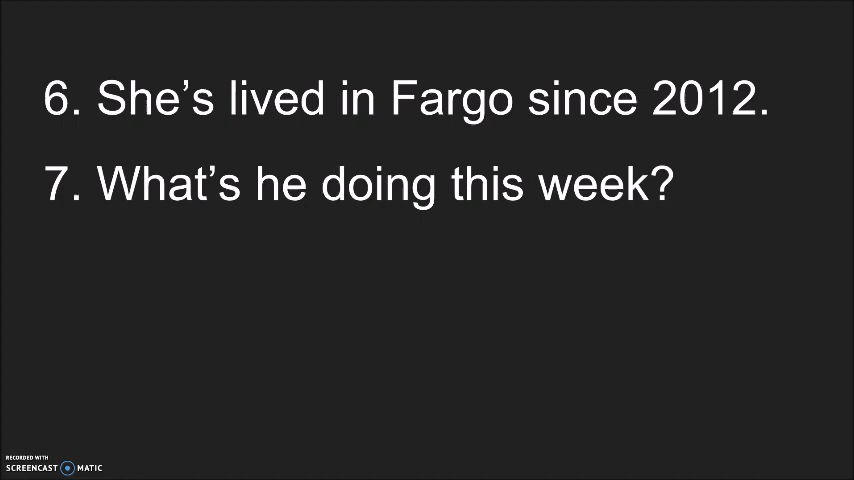 6. She’s lived in Fargo since 2012.
7. What’s he doing this week?
RECORDED WITH
SCREENCAST MATIC